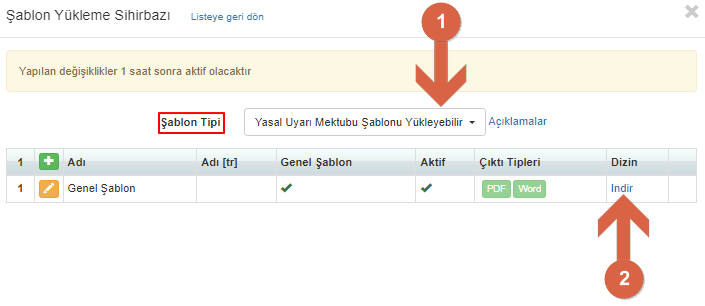 Şablon Yükleme Sihirbazı Listeye geri dön
1
Yapılan değişiklikler 1 saat sonra aktif olacaktır
Şablon Tipi Yasal Uyarı Mektubu Şablonu Yükleyebilir Açıklamalar
1 Adı Adı [tr] Genel Şablon Aktif Çıktı Tipleri Dizin
1 Genel Şablon PDF Word Indir
2